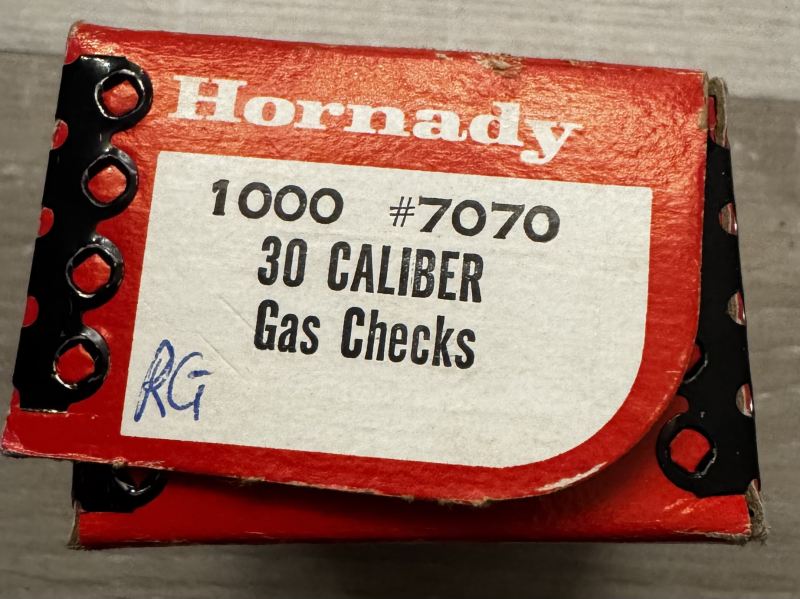 Hornady
1000 #7070
30 CALIBER
Gas Checks
RG